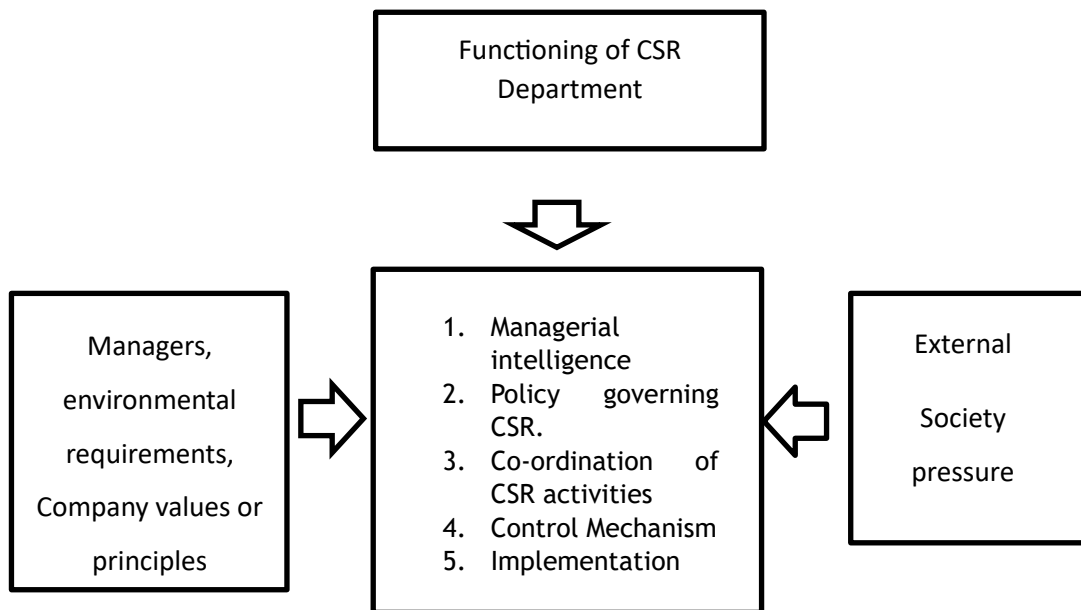 Functioning of CSR
Department
Managers,
environmental
requirements,
Company values or
principles
1. Managerial
intelligence
2. Policy governing
CSR.
3. Co-ordination of
CSR activities
4. Control Mechanism
5. Implementation
External
Society
pressure